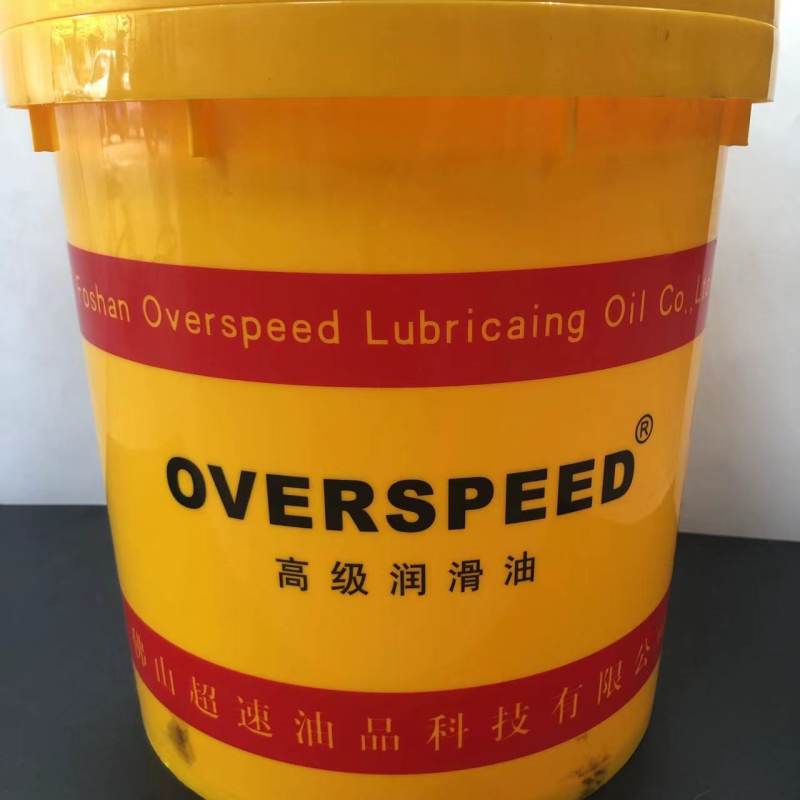 Foshan Overspeed Lubricaing Oil Co.,Ltd
OVERSPEED®
高级润滑油
佛山超速油品科技有限公